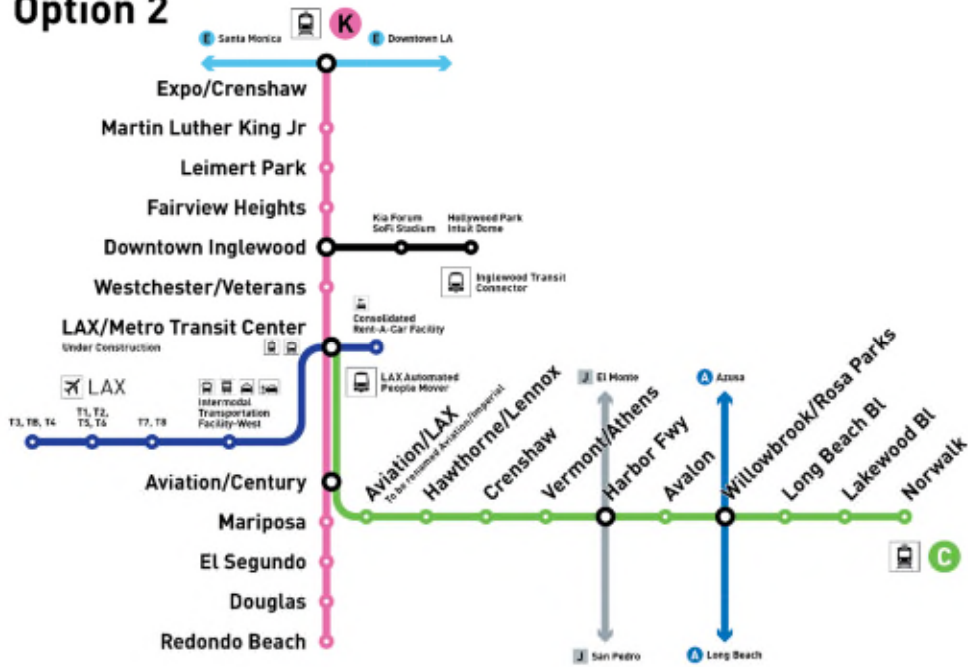 Option 2
K
E Santa Monica
E Downtown LA
Expo/Crenshaw
Martin Luther King Jr
Leimert Park
Fairview Heights
Kia Forum
SoFi Stadium
Hollywood Park
Intuit Dome
Downtown Inglewood
Inglewood Transit
Connector
Westchester/Veterans
LAX/Metro Transit Center
Under Construction
Consolidated
Rent-A-Car Facility
LAX Automated
People Mover
LAX
Intermodal
Transportation
Facility-West
T3, TB, T4
T1, T2,
T5, T6
T7, T8
J El Monte
A Azusa
Aviation/LAX
To be renamed Aviation/Imperial
Hawthorne/Lennox
Crenshaw
Vermont/Athens
Harbor Fwy
Avalon
Willowbrook/Rosa Parks
Long Beach Bl
Lakewood Bl
Norwalk
Aviation/Century
Mariposa
El Segundo
Douglas
Redondo Beach
C
J San Pedro
A Long Beach